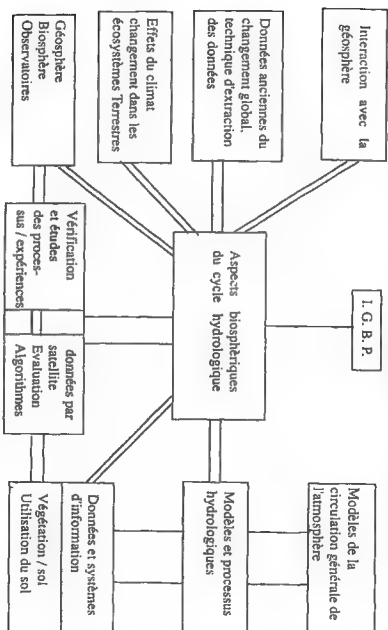 I. G. B. P.
Interaction avec la
géosphère
Données anciennes du
changement global.
technique d'extraction
des données
Effets du climat
changement dans les
écosystèmes Terrestres
Géosphère
Biosphère
Observatoires
Aspects biosphèriques
du cycle hydrologique
Vérification
et études
des proces-
sus / expériences
données par
satellite
Evaluation
Algorithmes
Modèles de la
circulation générale de
l'atmosphère
Modèles et processus
hydrologiques
Données et systèmes
d'information
Végétation / sol
Utilisation du sol